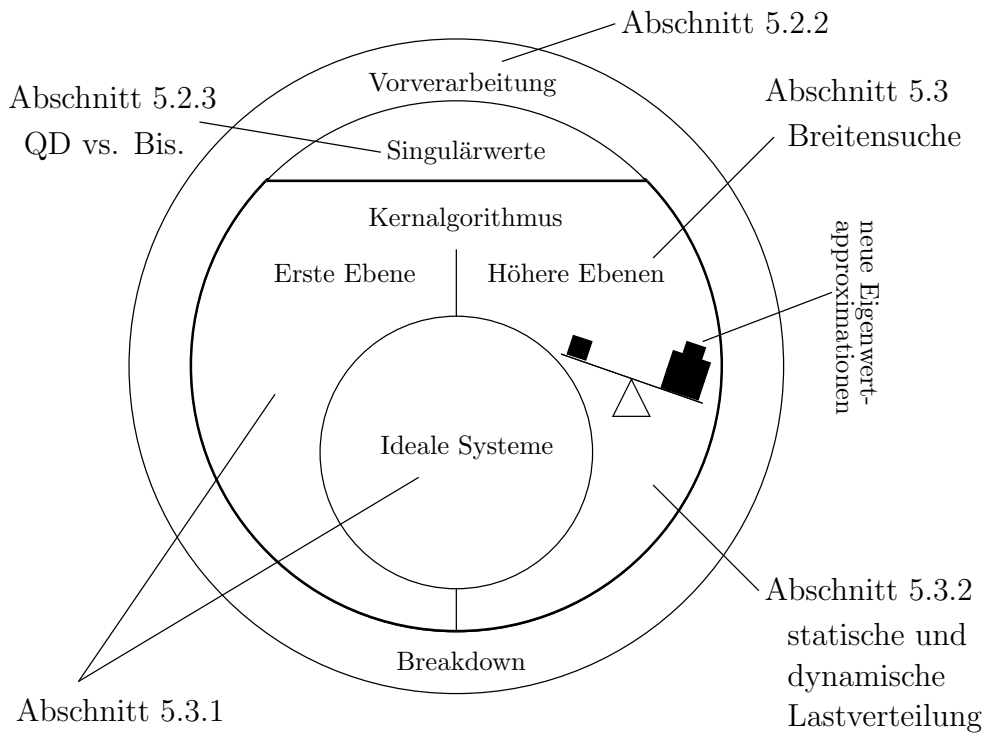 Abschnitt 5.2.2
Vorverarbeitung
Abschnitt 5.2.3
QD vs. Bis.
Abschnitt 5.3
Breitensuche
Singulärwerte
Kernalgorithmus
Erste Ebene
Höhere Ebenen
neue Eigenwert-
approximationen
Ideale Systeme
Abschnitt 5.3.2
statische und
dynamische
Lastverteilung
Breakdown
Abschnitt 5.3.1